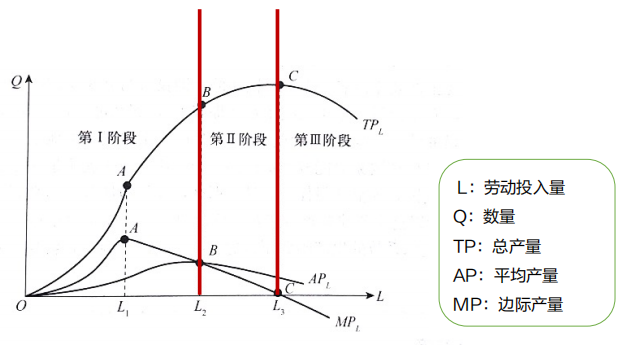 Q
B
C
第Ⅰ阶段
第Ⅱ阶段
第Ⅲ阶段
TP_L
A
A
B
AP_L
C
O
L_1
L_2
L_3
L
MP_L
L：劳动投入量
Q：数量
TP：总产量
AP：平均产量
MP：边际产量